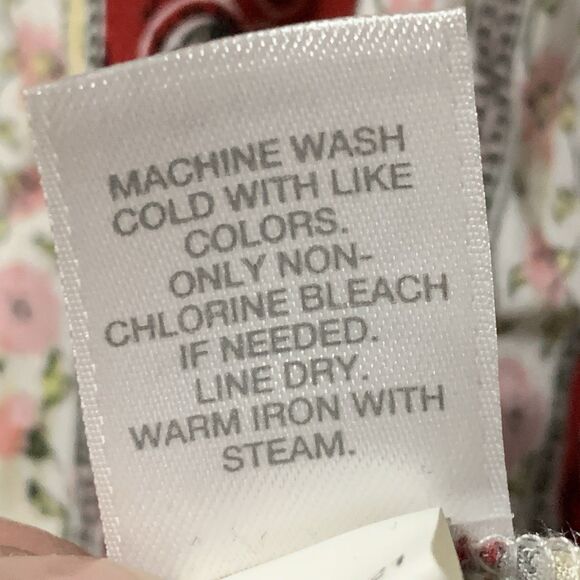 MACHINE WASH
COLD WITH LIKE
COLORS.
ONLY NON-
CHLORINE BLEACH
IF NEEDED.
LINE DRY.
WARM IRON WITH
STEAM.